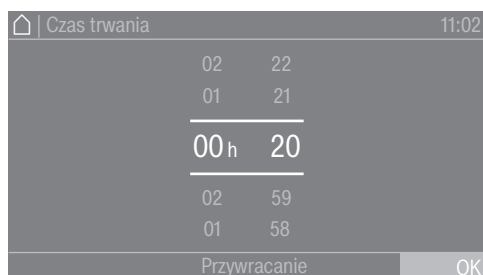 | Czas trwania 11:02
02 22
01 21
00 h 20
02 59
01 58
Przywracanie OK